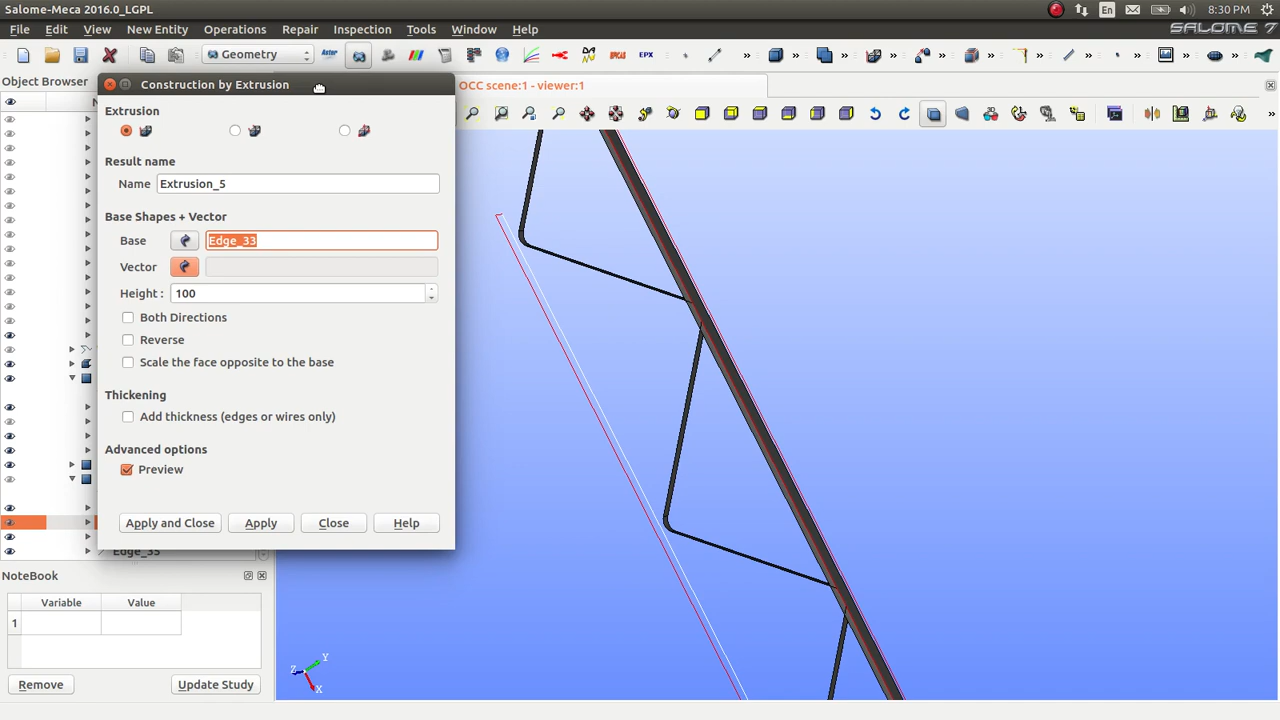 Salome-Meca 2016.0_LGPL
En
8:30 PM
File Edit View New Entity Operations Repair Inspection Tools Window Help
SALOME 7
Geometry
Aster
EFICAS
EPX
Object Browser
Construction by Extrusion
OCC scene:1 - viewer:1
Extrusion
Result name
Name Extrusion_5
Base Shapes + Vector
Base Edge_33
Vector
Height : 100
Both Directions
Reverse
Scale the face opposite to the base
Thickening
Add thickness (edges or wires only)
Advanced options
Preview
Apply and Close Apply Close Help
Edge_35
NoteBook
Variable Value
1
Remove Update Study
Z Y X